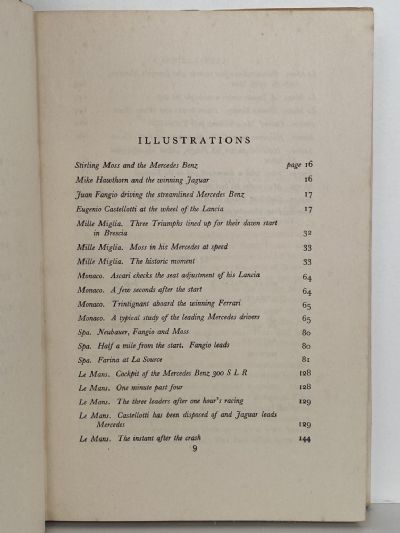 ILLUSTRATIONS
Stirling Moss and the Mercedes Benz page 16
Mike Hawthorn and the winning Jaguar 16
Juan Fangio driving the streamlined Mercedes Benz 17
Eugenio Castellotti at the wheel of the Lancia 17
Mille Miglia. Three Triumphs lined up for their dawn start
in Brescia 32
Mille Miglia. Moss in his Mercedes at speed 33
Mille Miglia. The historic moment 33
Monaco. Ascari checks the seat adjustment of his Lancia 64
Monaco. A few seconds after the start 64
Monaco. Trintignant aboard the winning Ferrari 65
Monaco. A typical study of the leading Mercedes drivers 65
Spa. Neubauer, Fangio and Moss 80
Spa. Half a mile from the start. Fangio leads 80
Spa. Farina at La Source 81
Le Mans. Cockpit of the Mercedes Benz 300 S L R 128
Le Mans. One minute past four 128
Le Mans. The three leaders after one hour's racing 129
Le Mans. Castellotti has been disposed of and Jaguar leads
Mercedes 129
Le Mans. The instant after the crash 144
9